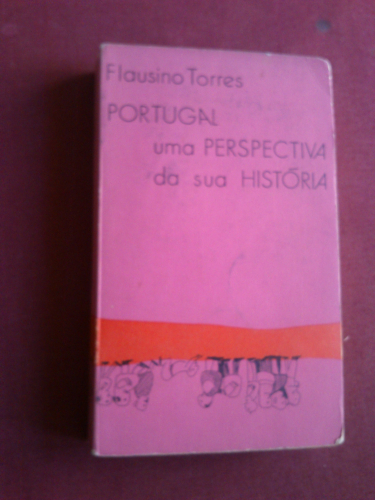 Flausino Torres
PORTUGAL
uma PERSPECTIVA
da sua HISTÓRIA